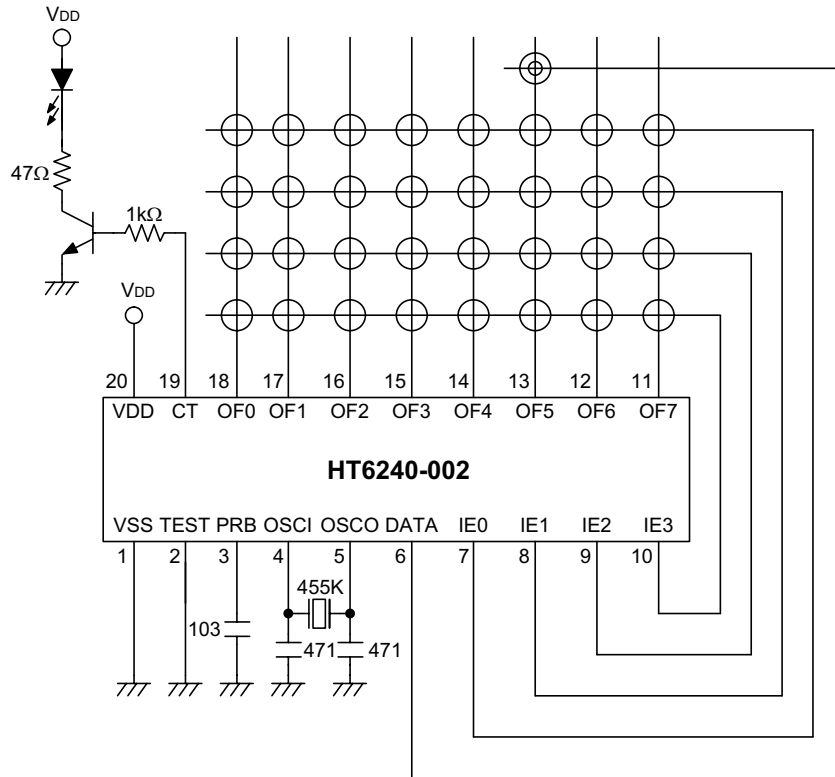 VDD
47Ω
1kΩ
VDD
20 19 18 17 16 15 14 13 12 11
VDD CT OF0 OF1 OF2 OF3 OF4 OF5 OF6 OF7
HT6240-002
VSS TEST PRB OSCI OSCO DATA IE0 IE1 IE2 IE3
1 2 3 4 5 6 7 8 9 10
455K
103
471 471